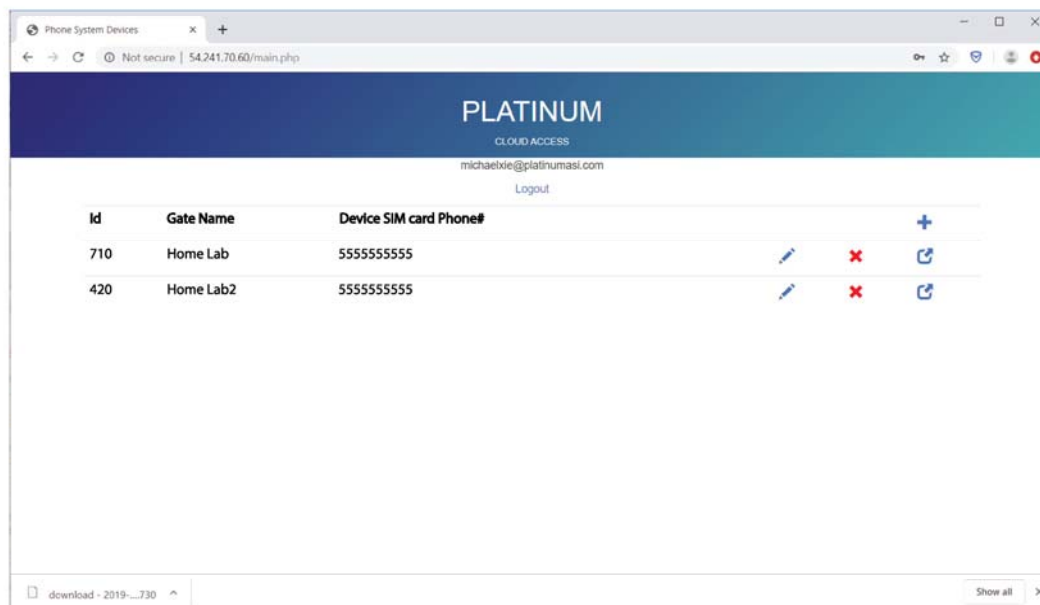 Phone System Devices
Not secure | 54.241.70.60/main.php
PLATINUM
CLOUD ACCESS
michaelxie@platinumasi.com
Logout
Id Gate Name Device SIM card Phone#
710 Home Lab 5555555555
420 Home Lab2 5555555555
download - 2019-....730 Show all